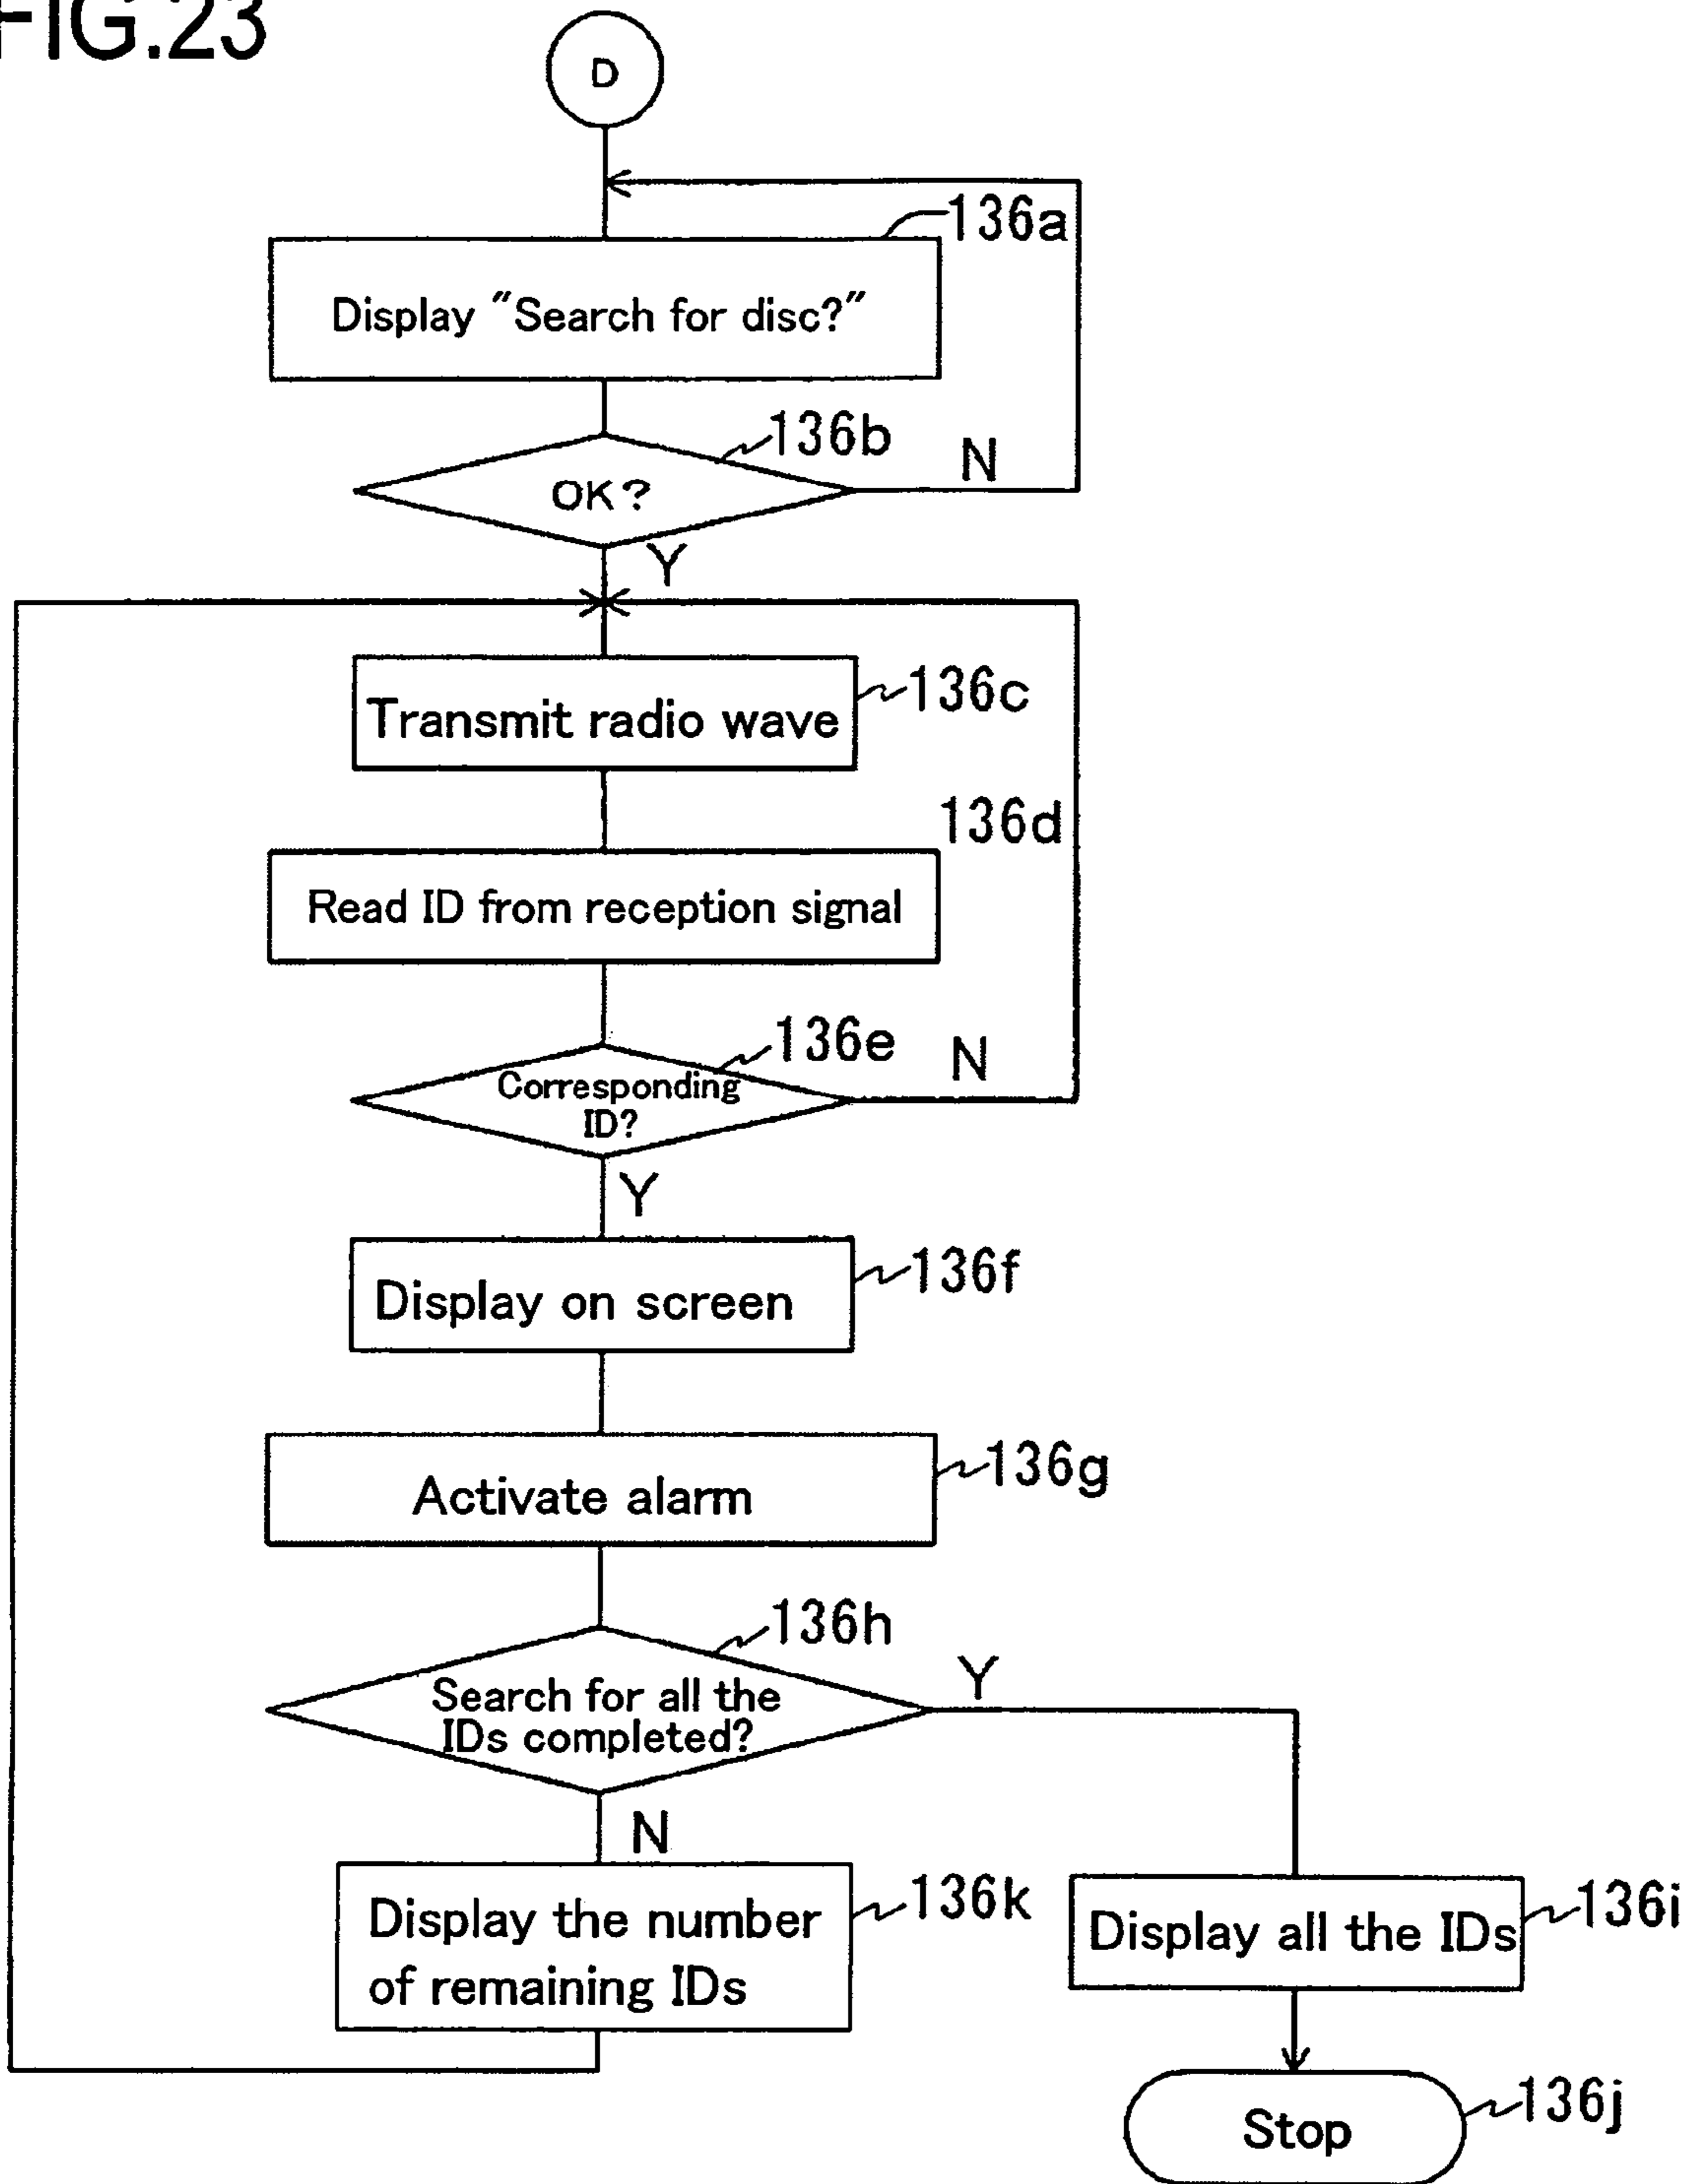 FIG.23
D
136a
Display "Search for disc?"
136b
N
OK?
Y
136c
Transmit radio wave
136d
Read ID from reception signal
136e
N
Corresponding
ID?
Y
136f
Display on screen
136g
Activate alarm
136h
Y
Search for all the
IDs completed?
N
136k
Display the number
of remaining IDs
136i
Display all the IDs
136j
Stop